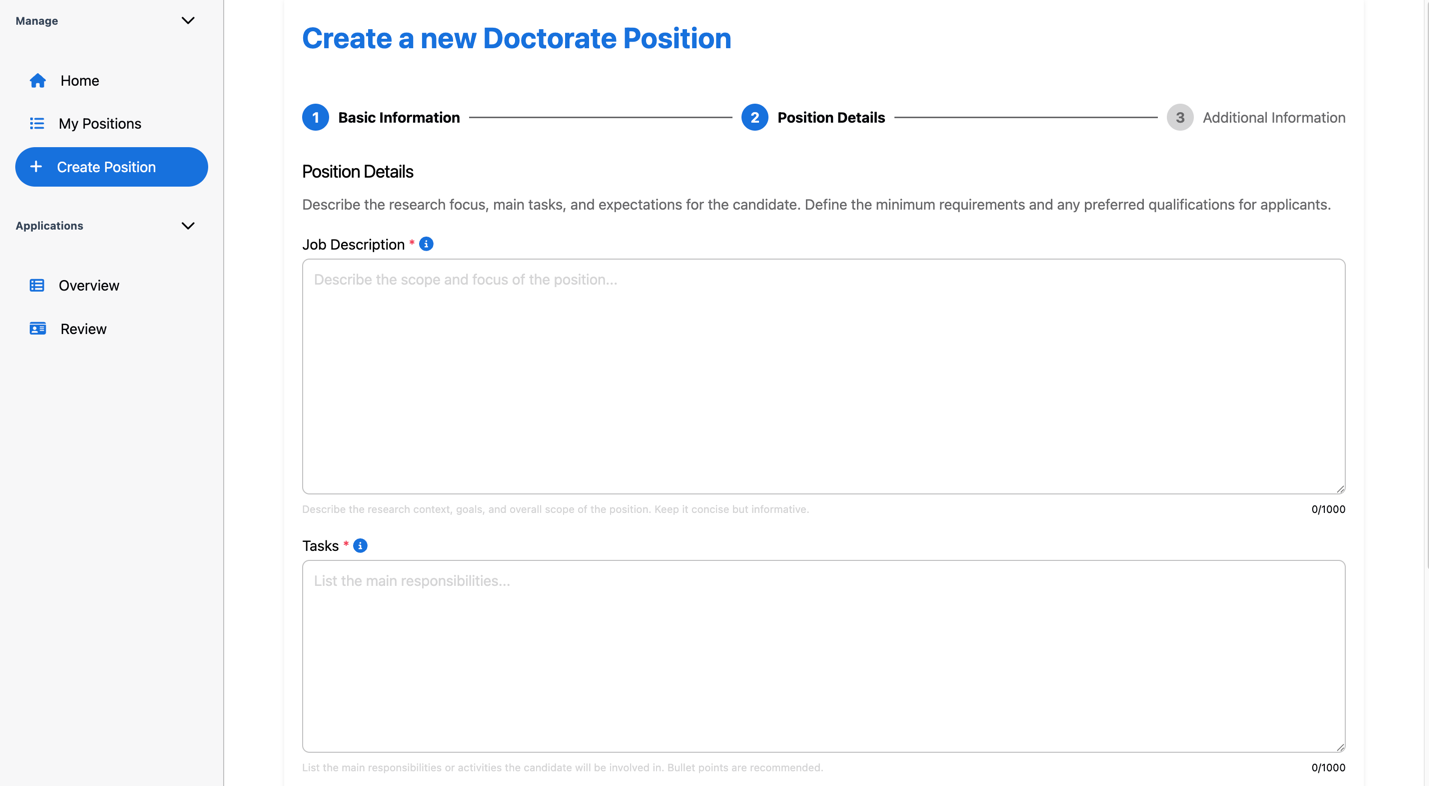 Manage
Home
My Positions
Create Position
Applications
Overview
Review
Create a new Doctorate Position
1 Basic Information 2 Position Details 3 Additional Information
Position Details
Describe the research focus, main tasks, and expectations for the candidate. Define the minimum requirements and any preferred qualifications for applicants.
Job Description *
Describe the scope and focus of the position...
Describe the research context, goals, and overall scope of the position. Keep it concise but informative. 0/1000
Tasks *
List the main responsibilities...
List the main responsibilities or activities the candidate will be involved in. Bullet points are recommended. 0/1000